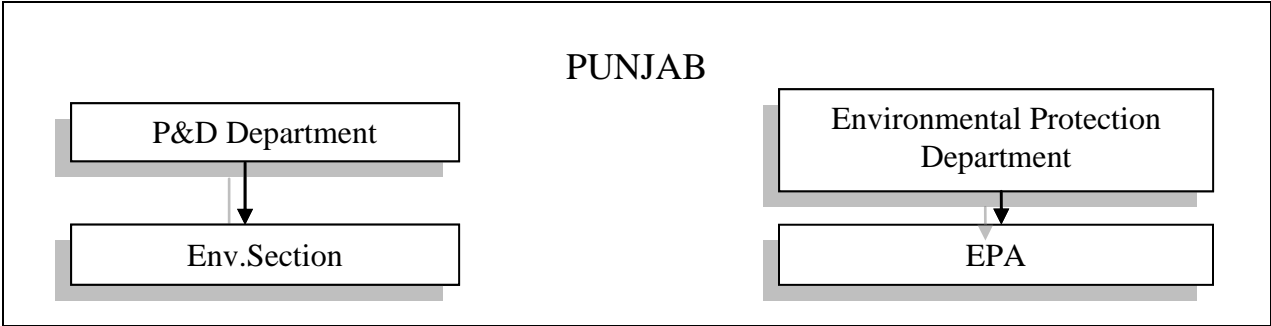 PUNJAB
P&D Department
Environmental Protection
Department
Env.Section
EPA